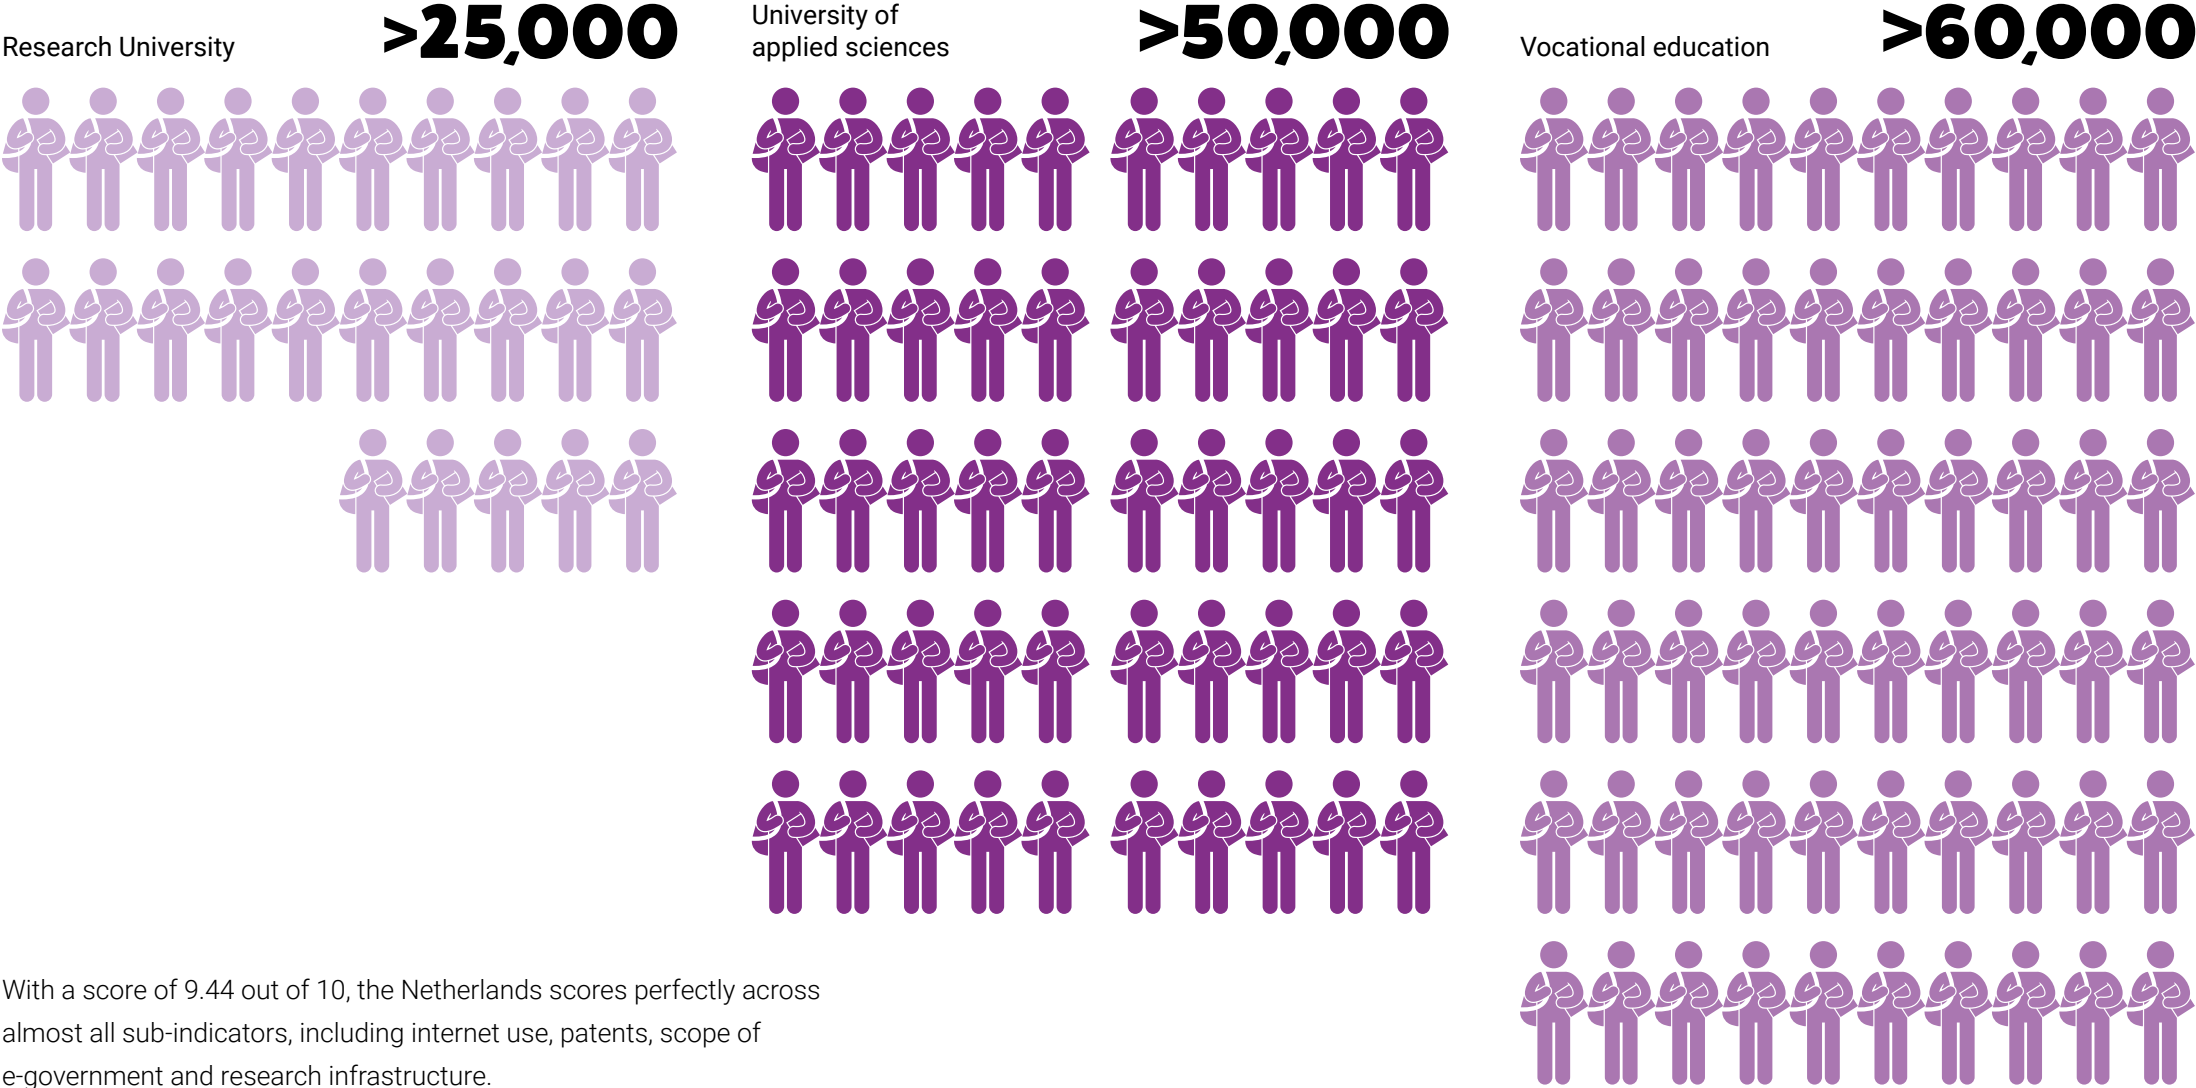 Research University
>25,000
University of
applied sciences
>50,000
Vocational education
>60,000
With a score of 9.44 out of 10, the Netherlands scores perfectly across
almost all sub-indicators, including internet use, patents, scope of
e-government and research infrastructure.